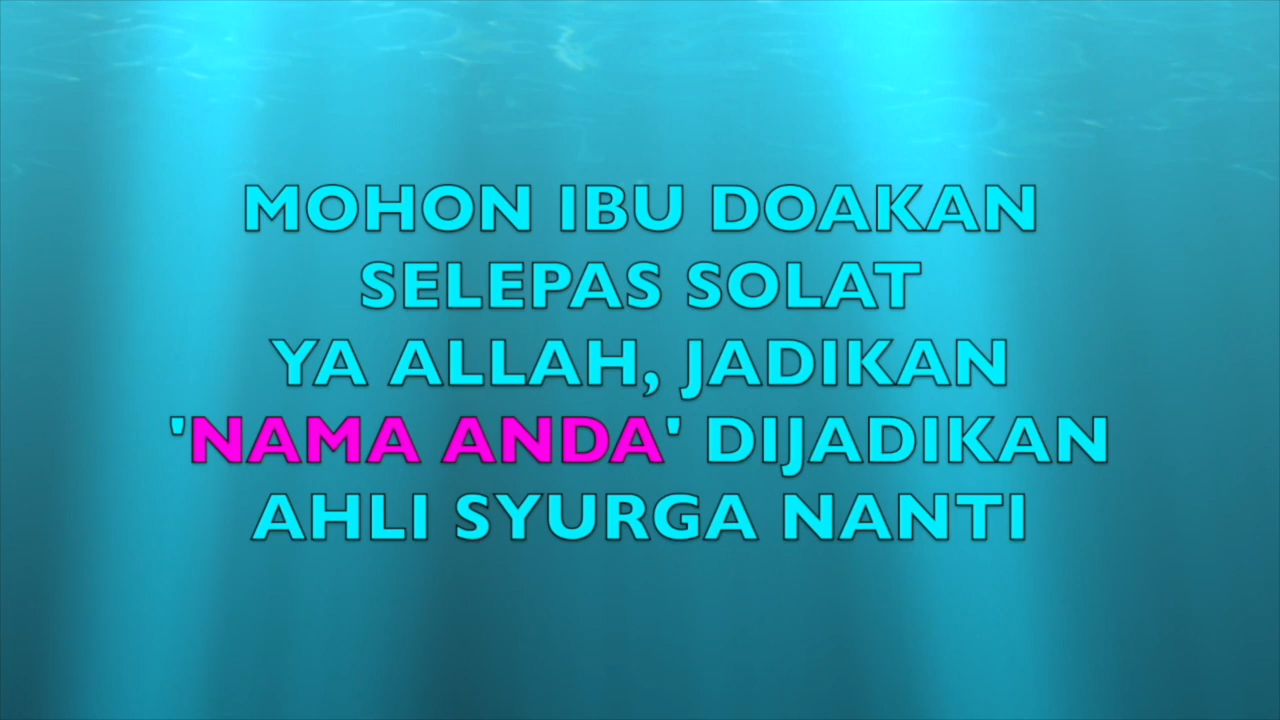 MOHON IBU DOAKAN
SELEPAS SOLAT
YA ALLAH, JADIKAN
'NAMA ANDA' DIJADIKAN
AHLI SYURGA NANTI